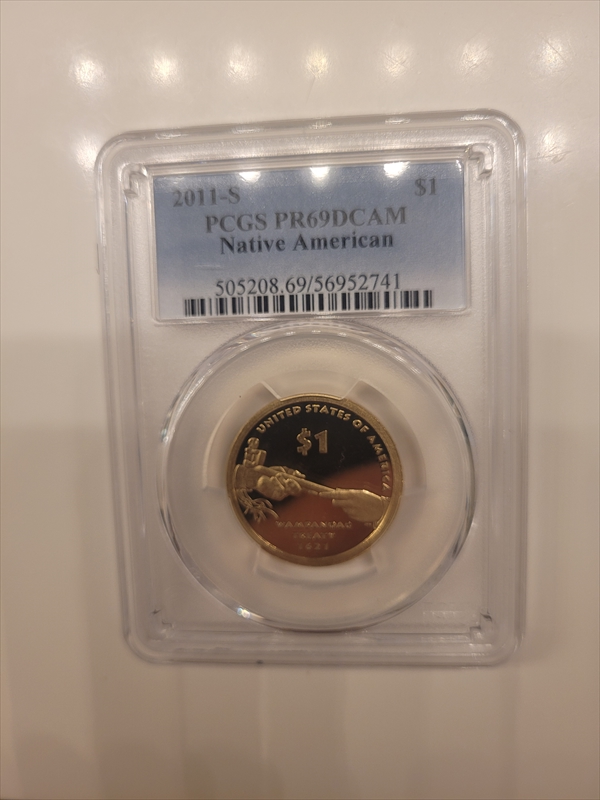 2011-S $1
PCGS PR69DCAM
Native American
505208.69/56952741
UNITED STATES OF AMERICA
$1
WAMPANOAG
TREATY
1621